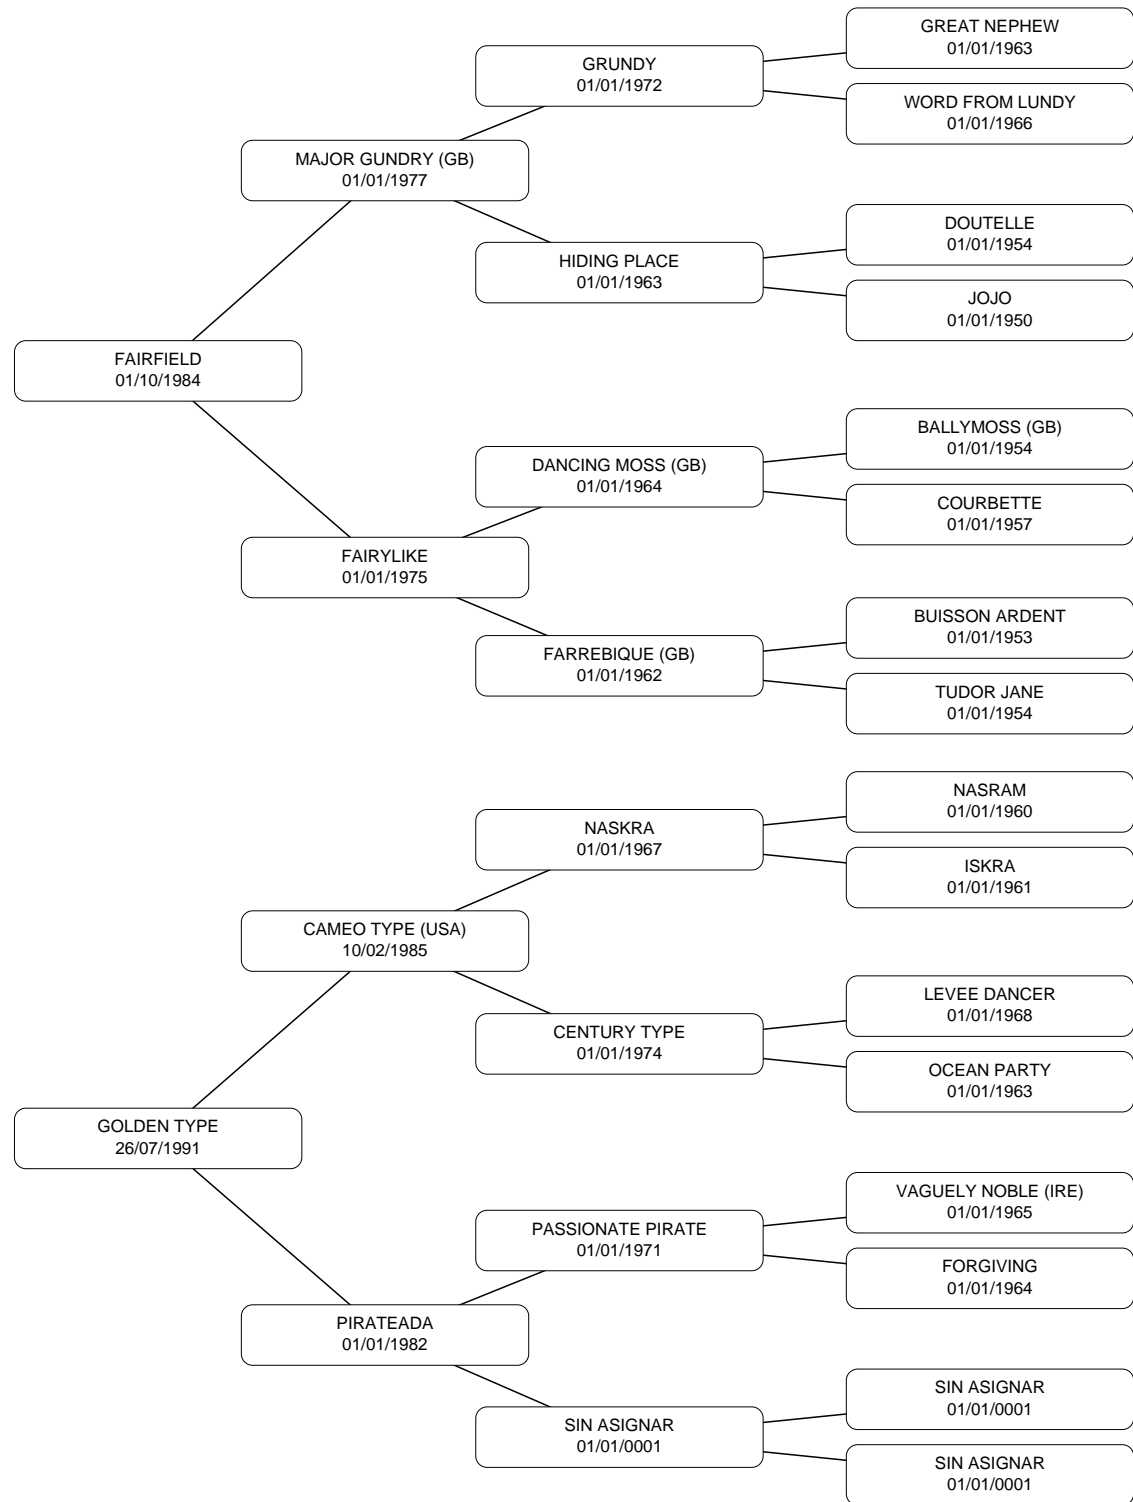 GREAT NEPHEW
01/01/1963
GRUNDY
01/01/1972
WORD FROM LUNDY
01/01/1966
MAJOR GUNDRY (GB)
01/01/1977
DOUTELLE
01/01/1954
HIDING PLACE
01/01/1963
JOJO
01/01/1950
FAIRFIELD
01/10/1984
BALLYMOSS (GB)
01/01/1954
DANCING MOSS (GB)
01/01/1964
COURBETTE
01/01/1957
FAIRYLIKE
01/01/1975
BUISSON ARDENT
01/01/1953
FARREBIQUE (GB)
01/01/1962
TUDOR JANE
01/01/1954
NASRAM
01/01/1960
NASKRA
01/01/1967
ISKRA
01/01/1961
CAMEO TYPE (USA)
10/02/1985
LEVEE DANCER
01/01/1968
CENTURY TYPE
01/01/1974
OCEAN PARTY
01/01/1963
GOLDEN TYPE
26/07/1991
VAGUELY NOBLE (IRE)
01/01/1965
PASSIONATE PIRATE
01/01/1971
FORGIVING
01/01/1964
PIRATEADA
01/01/1982
SIN ASIGNAR
01/01/0001
SIN ASIGNAR
01/01/0001
SIN ASIGNAR
01/01/0001